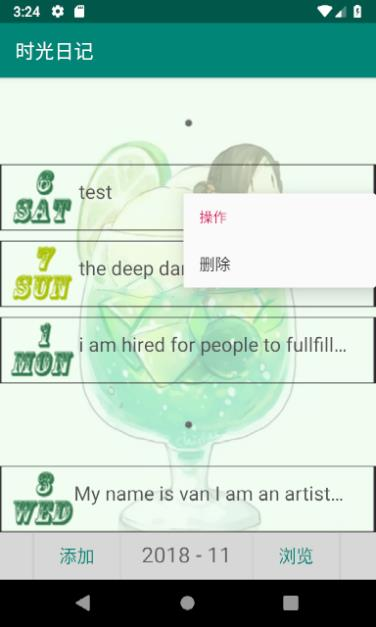 3:24
时光日记
6
SAT
test
操作
删除
7
SUN
the deep dar
1
MON
i am hired for people to fullfill...
3
WED
My name is van I am an artist...
添加
2018 - 11
浏览